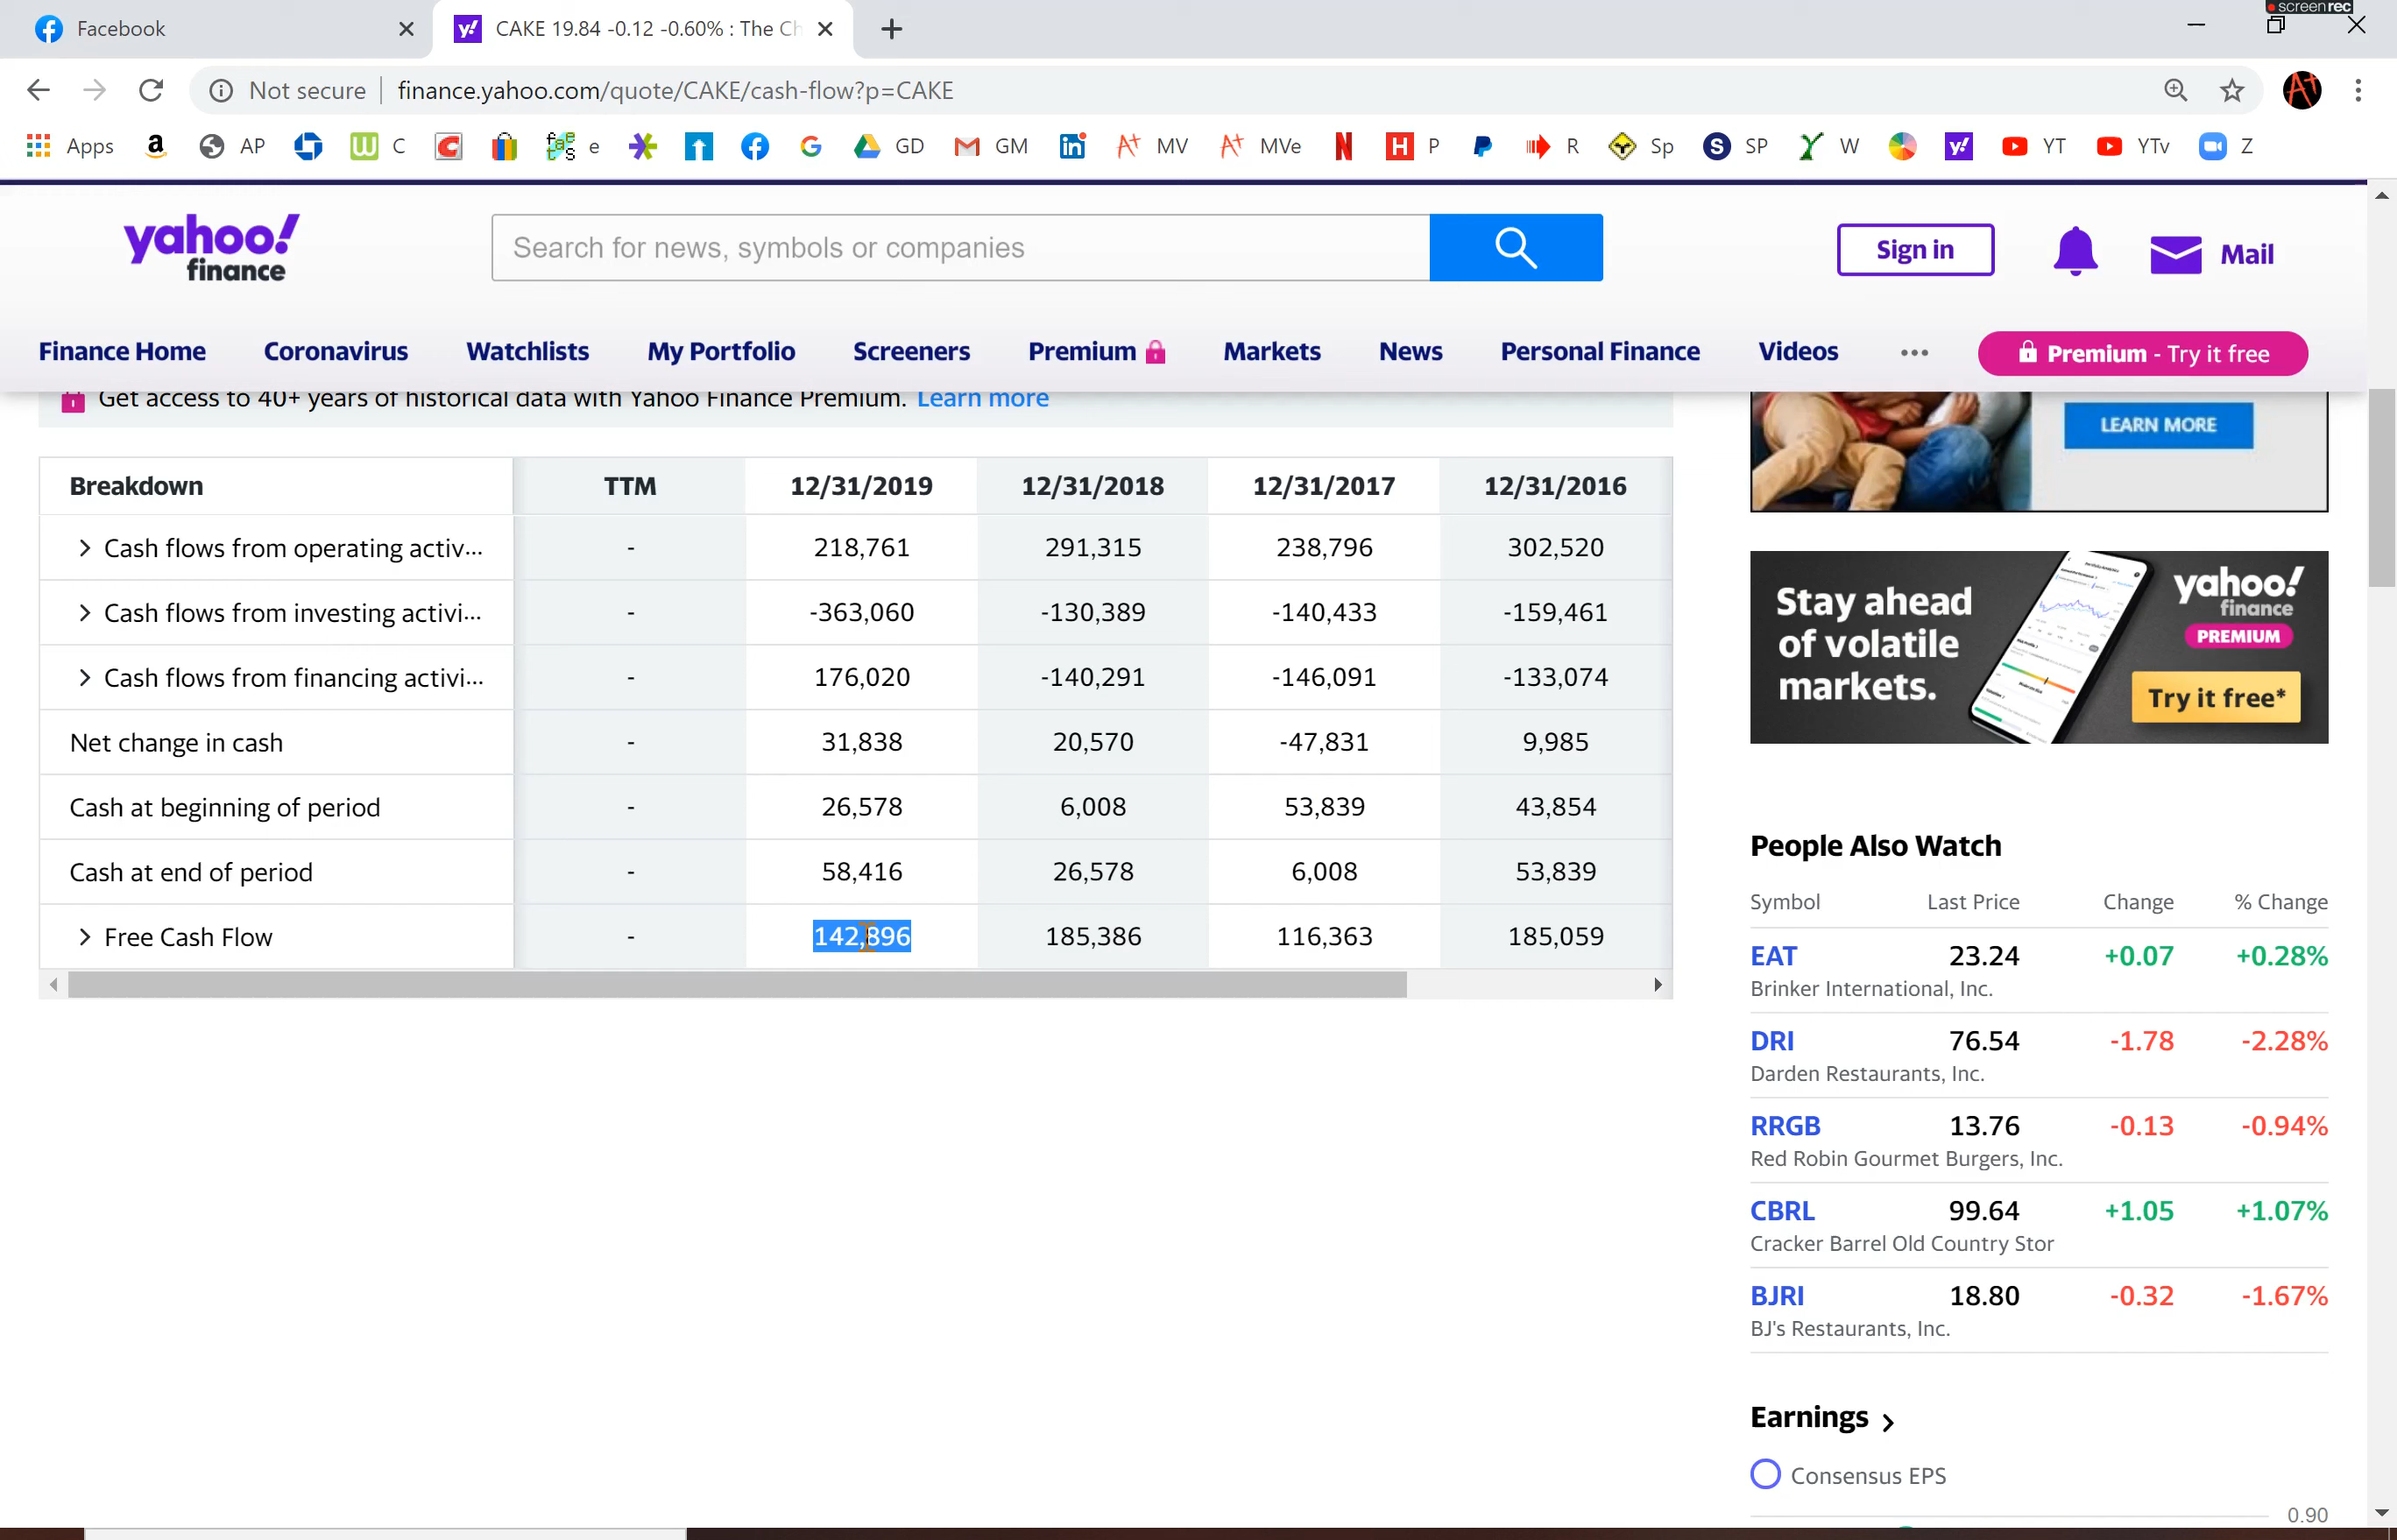 screenrec
Facebook
CAKE 19.84 -0.12 -0.60% : The Ch
Not secure finance.yahoo.com/quote/CAKE/cash-flow?p=CAKE
Apps AP C e GD GM MV MVe P R Sp SP W YT YTv Z
yahoo! finance
Search for news, symbols or companies
Sign in
Mail
Finance Home Coronavirus Watchlists My Portfolio Screeners Premium Markets News Personal Finance Videos ••• Premium - Try it free
Get access to 40+ years of historical data with Yahoo Finance Premium. Learn more
Breakdown TTM 12/31/2019 12/31/2018 12/31/2017 12/31/2016
Cash flows from operating activ... - 218,761 291,315 238,796 302,520
Cash flows from investing activi... - -363,060 -130,389 -140,433 -159,461
Cash flows from financing activi... - 176,020 -140,291 -146,091 -133,074
Net change in cash - 31,838 20,570 -47,831 9,985
Cash at beginning of period - 26,578 6,008 53,839 43,854
Cash at end of period - 58,416 26,578 6,008 53,839
Free Cash Flow - 142,896 185,386 116,363 185,059
LEARN MORE
Stay ahead
of volatile
markets.
yahoo!
finance
PREMIUM
Try it free*
People Also Watch
Symbol Last Price Change % Change
EAT 23.24 +0.07 +0.28%
Brinker International, Inc.
DRI 76.54 -1.78 -2.28%
Darden Restaurants, Inc.
RRGB 13.76 -0.13 -0.94%
Red Robin Gourmet Burgers, Inc.
CBRL 99.64 +1.05 +1.07%
Cracker Barrel Old Country Stor
BJRI 18.80 -0.32 -1.67%
BJ's Restaurants, Inc.
Earnings
Consensus EPS
0.90